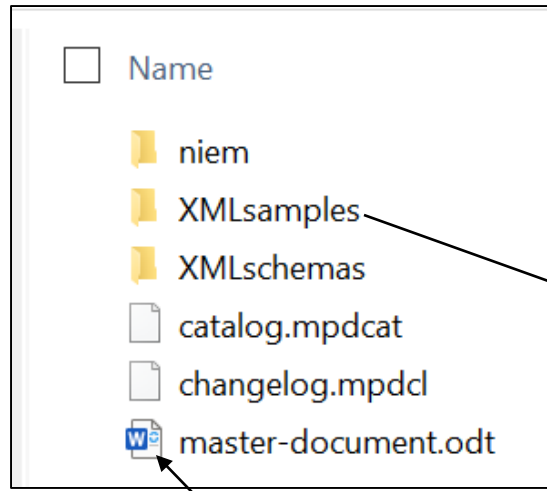 Name
niem
XMLsamples
XMLschemas
catalog.mpdcat
changelog.mpdcl
master-document.odt